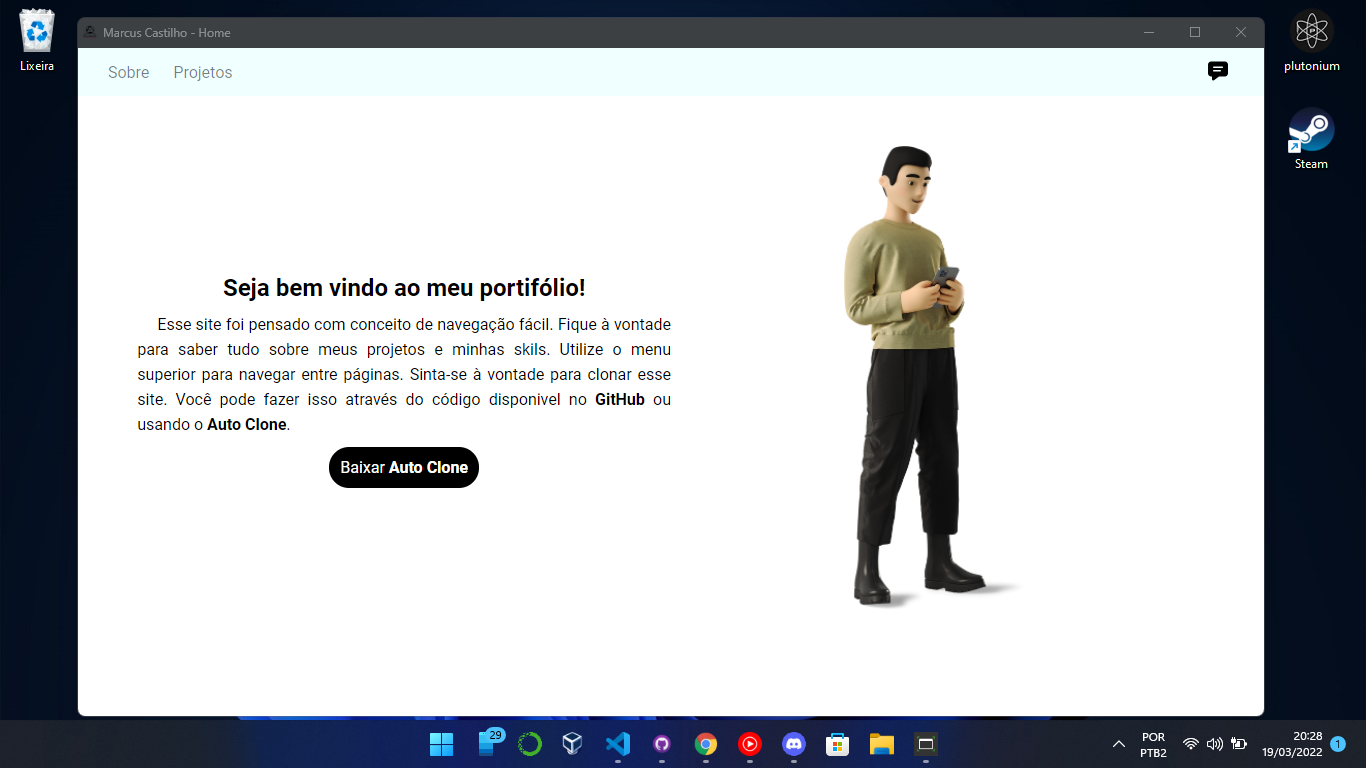 Lixeira
Marcus Castilho - Home
plutonium
Steam
Sobre
Projetos
Seja bem vindo ao meu portifólio!
Esse site foi pensado com conceito de navegação fácil. Fique à vontade
para saber tudo sobre meus projetos e minhas skils. Utilize o menu
superior para navegar entre páginas. Sinta-se à vontade para clonar esse
site. Você pode fazer isso através do código disponivel no GitHub ou
usando o Auto Clone.
Baixar Auto Clone
29
POR
PTB2
20:28
19/03/2022
1